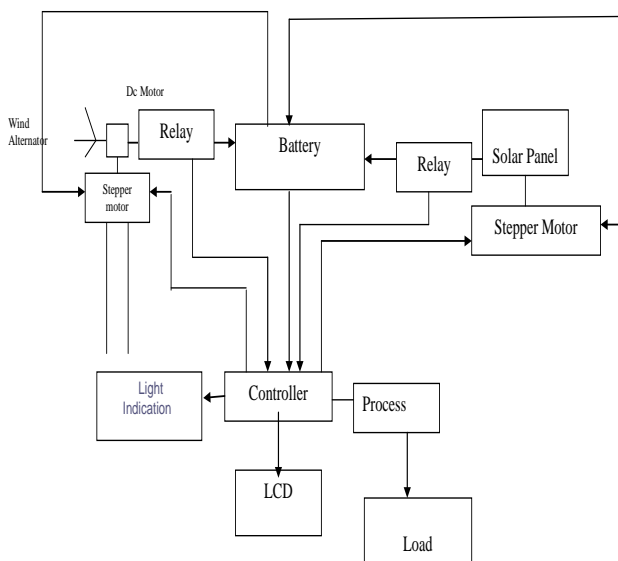 Dc Motor
Wind
Alternator
Relay
Battery
Relay
Solar Panel
Stepper
motor
Stepper Motor
Light
Indication
Controller
Process
LCD
Load